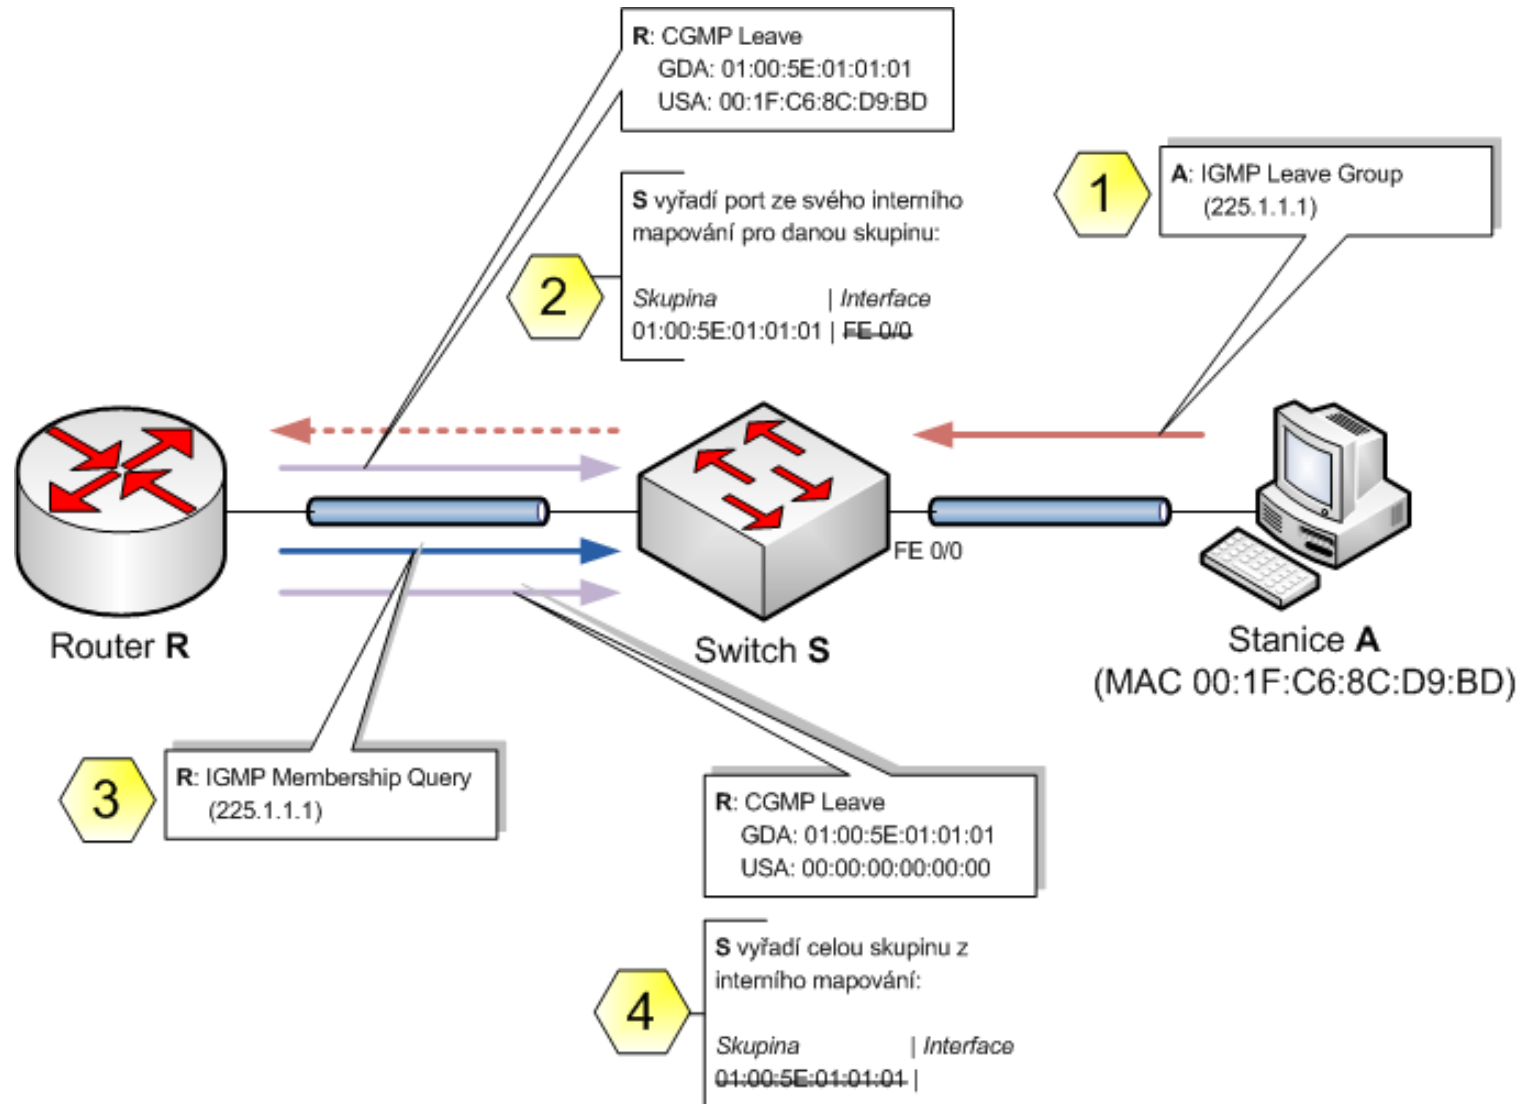 R: CGMP Leave
GDA: 01:00:5E:01:01:01
USA: 00:1F:C6:8C:D9:BD
1
A: IGMP Leave Group
(225.1.1.1)
2
S vyřadí port ze svého interního
mapování pro danou skupinu:
Skupina | Interface
01:00:5E:01:01:01 | FE 0/0
FE 0/0
Router R
Switch S
Stanice A
(MAC 00:1F:C6:8C:D9:BD)
3
R: IGMP Membership Query
(225.1.1.1)
R: CGMP Leave
GDA: 01:00:5E:01:01:01
USA: 00:00:00:00:00:00
4
S vyřadí celou skupinu z
interního mapování:
Skupina | Interface
01:00:5E:01:01:01 |